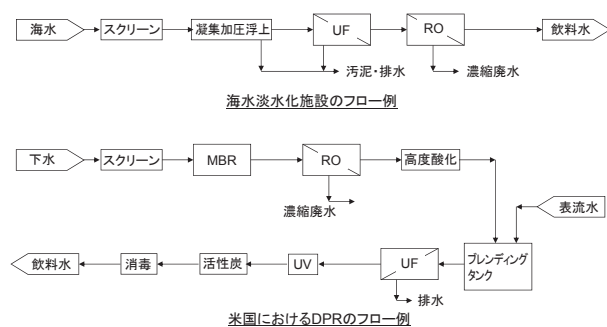 海水
スクリーン
凝集加圧浮上
UF
RO
飲料水
汚泥・排水
濃縮廃水
海水淡水化施設のフロー例
下水
スクリーン
MBR
RO
高度酸化
濃縮廃水
表流水
飲料水
消毒
活性炭
UV
UF
ブレンディング
タンク
排水
米国におけるDPRのフロー例